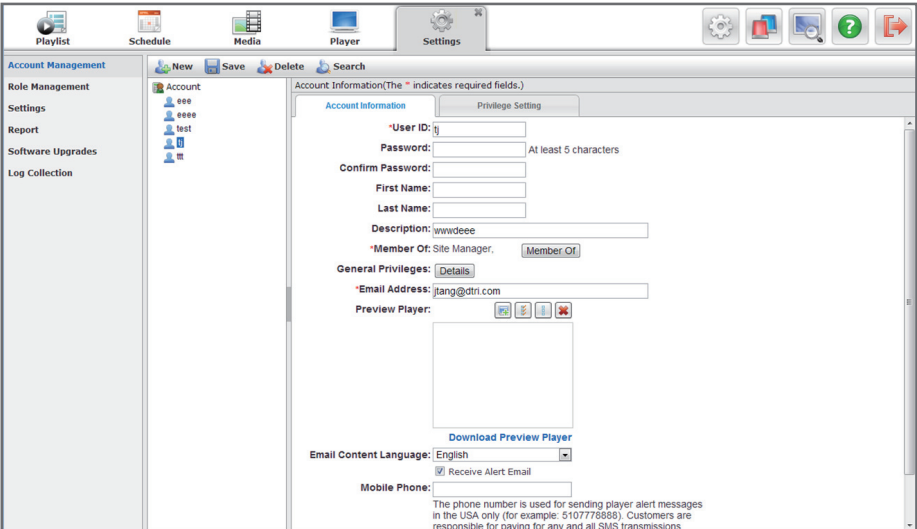 Playlist
Schedule
Media
Player
Settings
Account Management
Role Management
Settings
Report
Software Upgrades
Log Collection
New Save Delete Search
Account
eee
eeee
test
tj
ttt
Account Information(The * indicates required fields.)
Account Information
Privilege Setting
*User ID: tj
Password: At least 5 characters
Confirm Password:
First Name:
Last Name:
Description: wwwdeee
*Member Of: Site Manager, Member Of
General Privileges: Details
*Email Address: jtang@dtri.com
Preview Player:
Download Preview Player
Email Content Language: English
Receive Alert Email
Mobile Phone:
The phone number is used for sending player alert messages
in the USA only (for example: 5107778888). Customers are
responsible for paying for any and all SMS transmissions